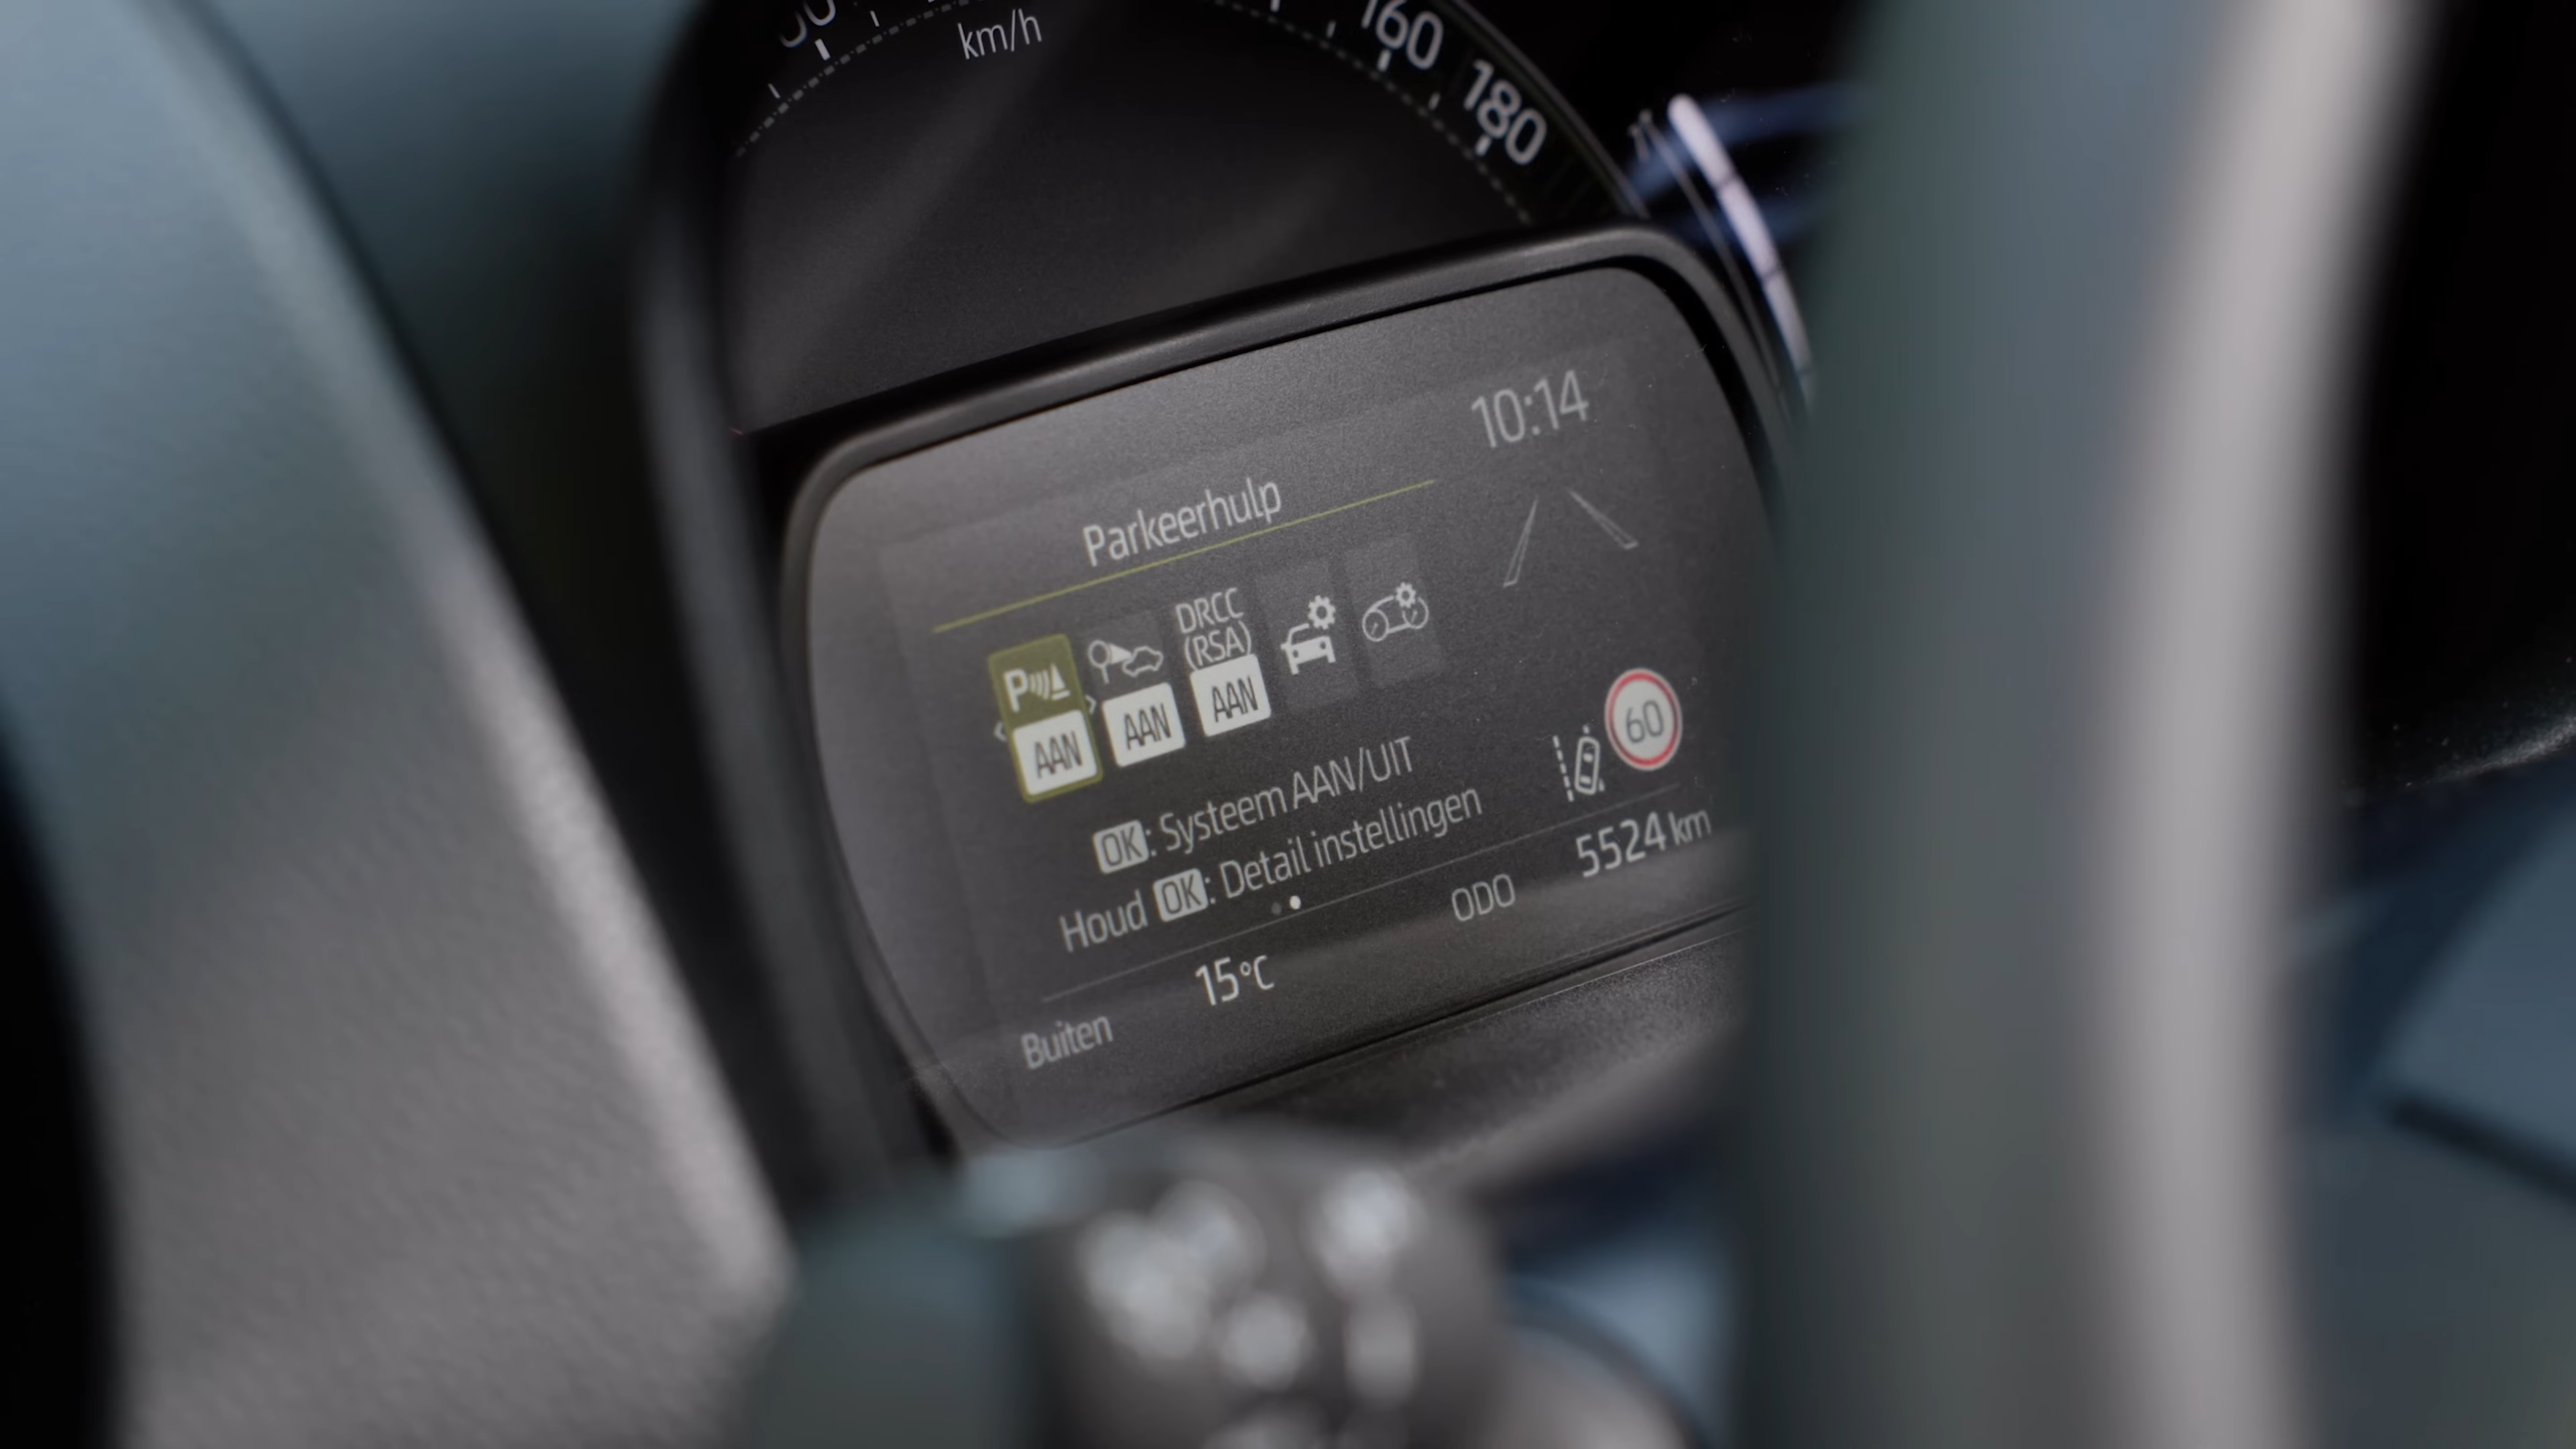 km/h
160
180
10:14
Parkeerhulp
DRCC
(RSA)
P
AAN AAN AAN
60
OK: Systeem AAN/UIT
Houd OK: Detail instellingen
ODO 5524 km
Buiten 15°C